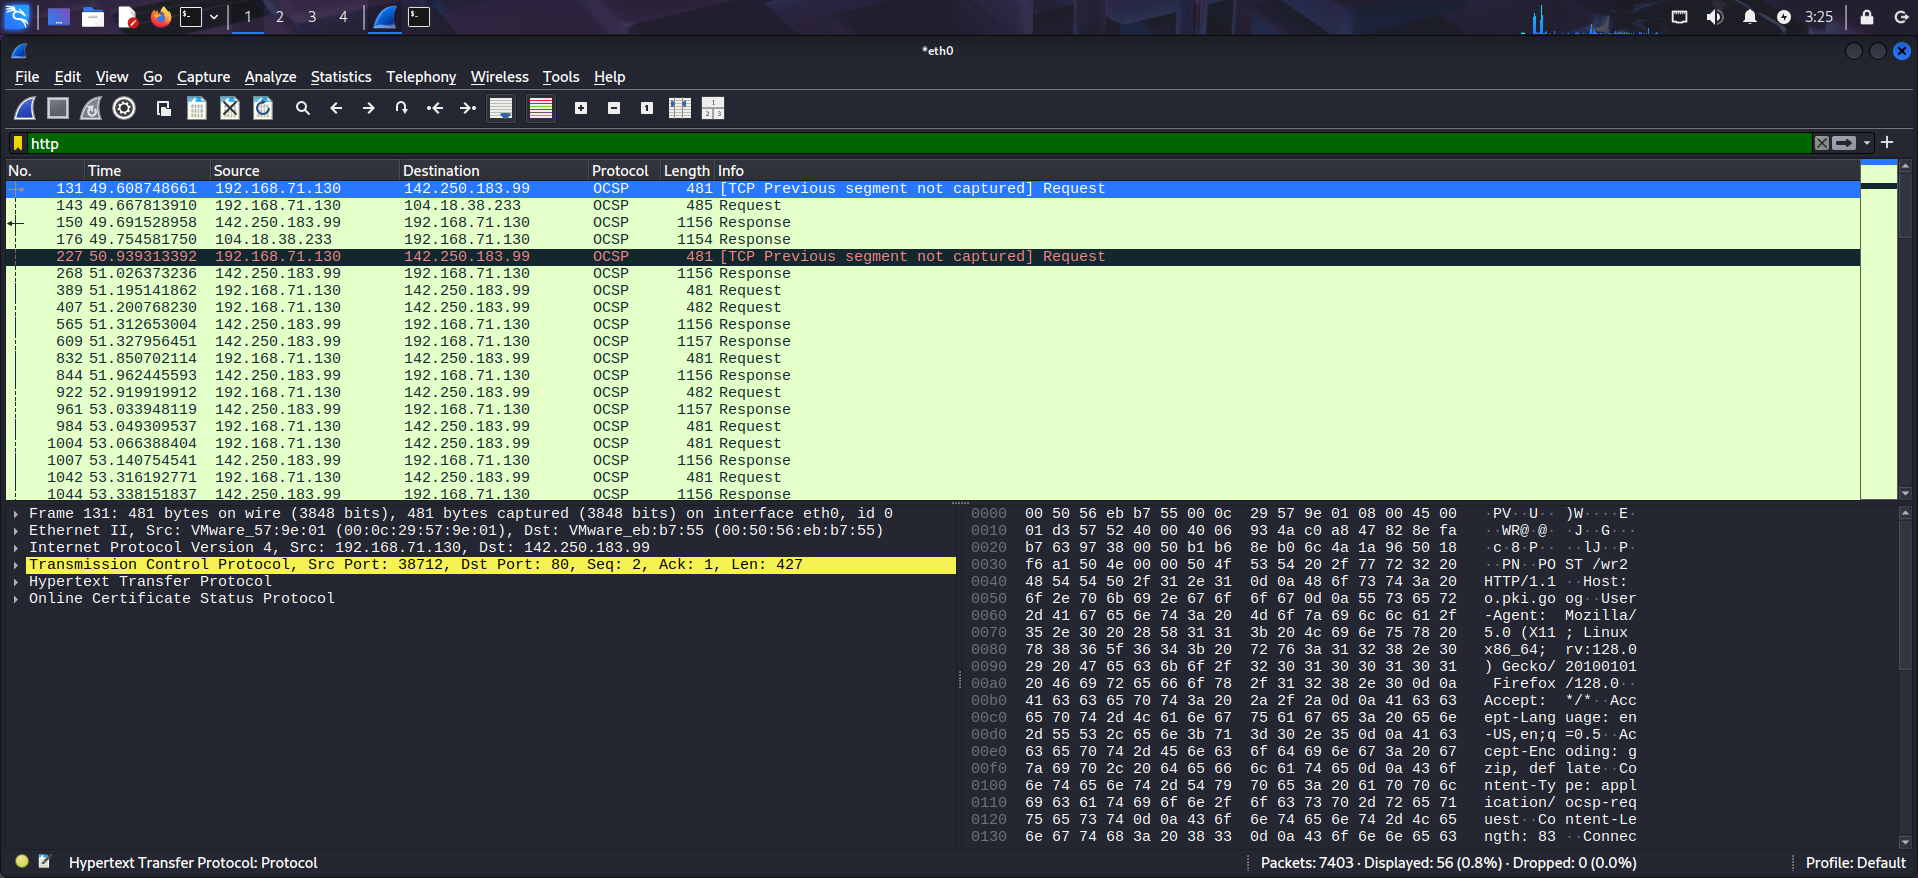 1 2 3 4 3:25
*eth0
File Edit View Go Capture Analyze Statistics Telephony Wireless Tools Help
http
No. Time Source Destination Protocol Length Info
131 49.608748661 192.168.71.130 142.250.183.99 OCSP 481 [TCP Previous segment not captured] Request
143 49.667813910 192.168.71.130 104.18.38.233 OCSP 485 Request
150 49.691528958 142.250.183.99 192.168.71.130 OCSP 1156 Response
176 49.754581750 104.18.38.233 192.168.71.130 OCSP 1154 Response
227 50.939313392 192.168.71.130 142.250.183.99 OCSP 481 [TCP Previous segment not captured] Request
268 51.026373236 142.250.183.99 192.168.71.130 OCSP 1156 Response
389 51.195141862 192.168.71.130 142.250.183.99 OCSP 481 Request
407 51.200768230 192.168.71.130 142.250.183.99 OCSP 482 Request
565 51.312653004 142.250.183.99 192.168.71.130 OCSP 1156 Response
609 51.327956451 142.250.183.99 192.168.71.130 OCSP 1157 Response
832 51.850702114 192.168.71.130 142.250.183.99 OCSP 481 Request
844 51.962445593 142.250.183.99 192.168.71.130 OCSP 1156 Response
922 52.919919912 192.168.71.130 142.250.183.99 OCSP 482 Request
961 53.033948119 142.250.183.99 192.168.71.130 OCSP 1157 Response
984 53.049309537 192.168.71.130 142.250.183.99 OCSP 481 Request
1004 53.066388404 192.168.71.130 142.250.183.99 OCSP 481 Request
1007 53.140754541 142.250.183.99 192.168.71.130 OCSP 1156 Response
1042 53.316192771 192.168.71.130 142.250.183.99 OCSP 481 Request
1044 53.338151837 142.250.183.99 192.168.71.130 OCSP 1156 Response
Frame 131: 481 bytes on wire (3848 bits), 481 bytes captured (3848 bits) on interface eth0, id 0
Ethernet II, Src: VMware_57:9e:01 (00:0c:29:57:9e:01), Dst: VMware_eb:b7:55 (00:50:56:eb:b7:55)
Internet Protocol Version 4, Src: 192.168.71.130, Dst: 142.250.183.99
Transmission Control Protocol, Src Port: 38712, Dst Port: 80, Seq: 2, Ack: 1, Len: 427
Hypertext Transfer Protocol
Online Certificate Status Protocol
0000 00 50 56 eb b7 55 00 0c 29 57 9e 01 08 00 45 00 ·PV··U·· )W····E·
0010 01 d3 57 52 40 00 40 06 93 4a c0 a8 47 82 8e fa ··WR@·@· ·J··G···
0020 b7 63 97 38 00 50 b1 b6 8e b0 6c 4a 1a 96 50 18 ·c·8·P·· ··lJ··P·
0030 f6 a1 50 4e 00 00 50 4f 53 54 20 2f 77 72 32 20 ··PN··PO ST /wr2
0040 48 54 54 50 2f 31 2e 31 0d 0a 48 6f 73 74 3a 20 HTTP/1.1 ··Host:
0050 6f 2e 70 6b 69 2e 67 6f 6f 67 0d 0a 55 73 65 72 o.pki.go og··User
0060 2d 41 67 65 6e 74 3a 20 4d 6f 7a 69 6c 6c 61 2f -Agent: Mozilla/
0070 35 2e 30 20 28 58 31 31 3b 20 4c 69 6e 75 78 20 5.0 (X11 ; Linux
0080 78 38 36 5f 36 34 3b 20 72 76 3a 31 32 38 2e 30 x86_64; rv:128.0
0090 29 20 47 65 63 6b 6f 2f 32 30 31 30 30 31 30 31 ) Gecko/ 20100101
00a0 20 46 69 72 65 66 6f 78 2f 31 32 38 2e 30 0d 0a Firefox /128.0··
00b0 41 63 63 65 70 74 3a 20 2a 2f 2a 0d 0a 41 63 63 Accept: */*··Acc
00c0 65 70 74 2d 4c 61 6e 67 75 61 67 65 3a 20 65 6e ept-Lang uage: en
00d0 2d 55 53 2c 65 6e 3b 71 3d 30 2e 35 0d 0a 41 63 -US,en;q =0.5··Ac
00e0 63 65 70 74 2d 45 6e 63 6f 64 69 6e 67 3a 20 67 cept-Enc oding: g
00f0 7a 69 70 2c 20 64 65 66 6c 61 74 65 0d 0a 43 6f zip, def late··Co
0100 6e 74 65 6e 74 2d 54 79 70 65 3a 20 61 70 70 6c ntent-Ty pe: appl
0110 69 63 61 74 69 6f 6e 2f 6f 63 73 70 2d 72 65 71 ication/ ocsp-req
0120 75 65 73 74 0d 0a 43 6f 6e 74 65 6e 74 2d 4c 65 uest··Co ntent-Le
0130 6e 67 74 68 3a 20 38 33 0d 0a 43 6f 6e 6e 65 63 ngth: 83 ··Connec
Hypertext Transfer Protocol: Protocol Packets: 7403 · Displayed: 56 (0.8%) · Dropped: 0 (0.0%) Profile: Default